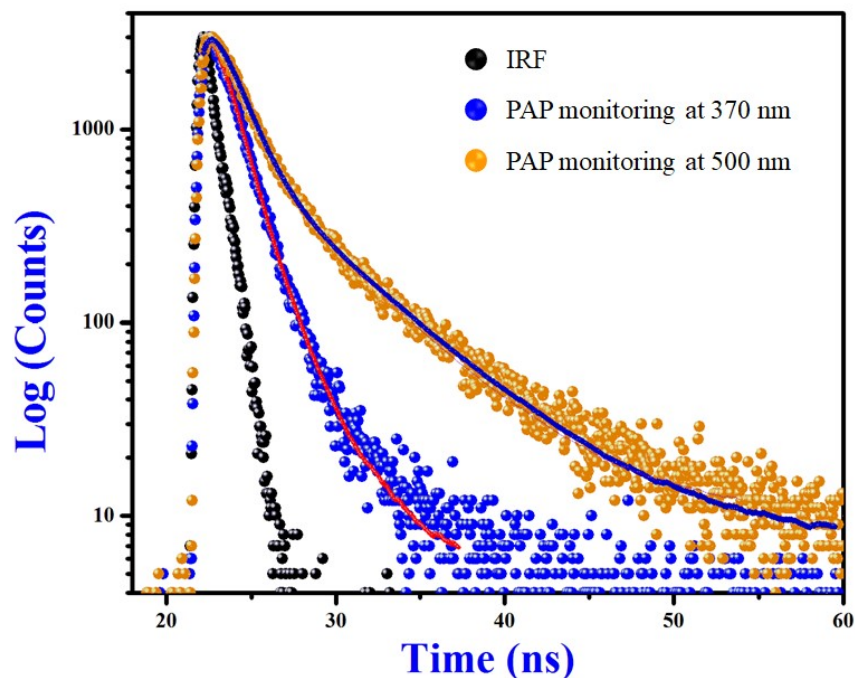 IRF
PAP monitoring at 370 nm
PAP monitoring at 500 nm
1000
100
10
Log (Counts)
20 30 40 50 60
Time (ns)